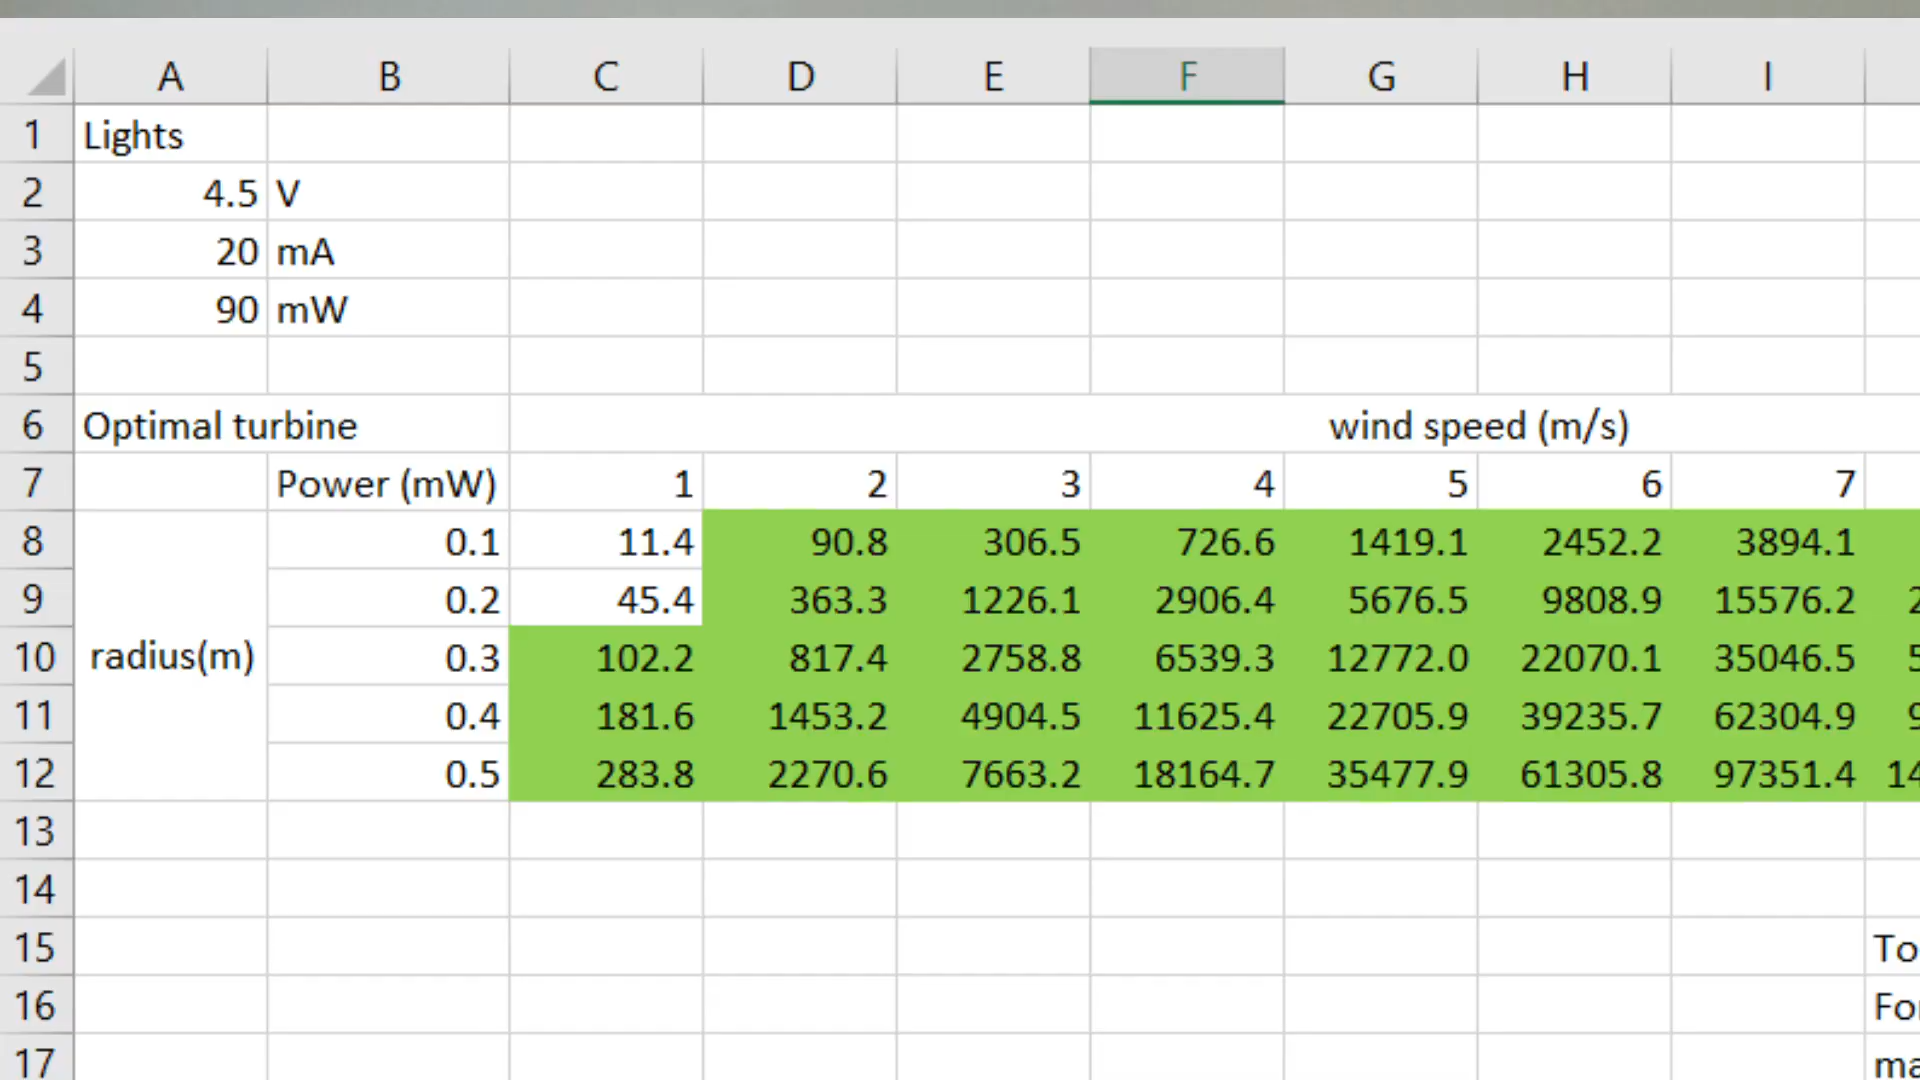 A B C D E F G H I
1 Lights
2 4.5 V
3 20 mA
4 90 mW
5
6 Optimal turbine wind speed (m/s)
7 Power (mW) 1 2 3 4 5 6 7
8 0.1 11.4 90.8 306.5 726.6 1419.1 2452.2 3894.1
9 0.2 45.4 363.3 1226.1 2906.4 5676.5 9808.9 15576.2
10 radius(m) 0.3 102.2 817.4 2758.8 6539.3 12772.0 22070.1 35046.5
11 0.4 181.6 1453.2 4904.5 11625.4 22705.9 39235.7 62304.9
12 0.5 283.8 2270.6 7663.2 18164.7 35477.9 61305.8 97351.4
13
14
15
16
17